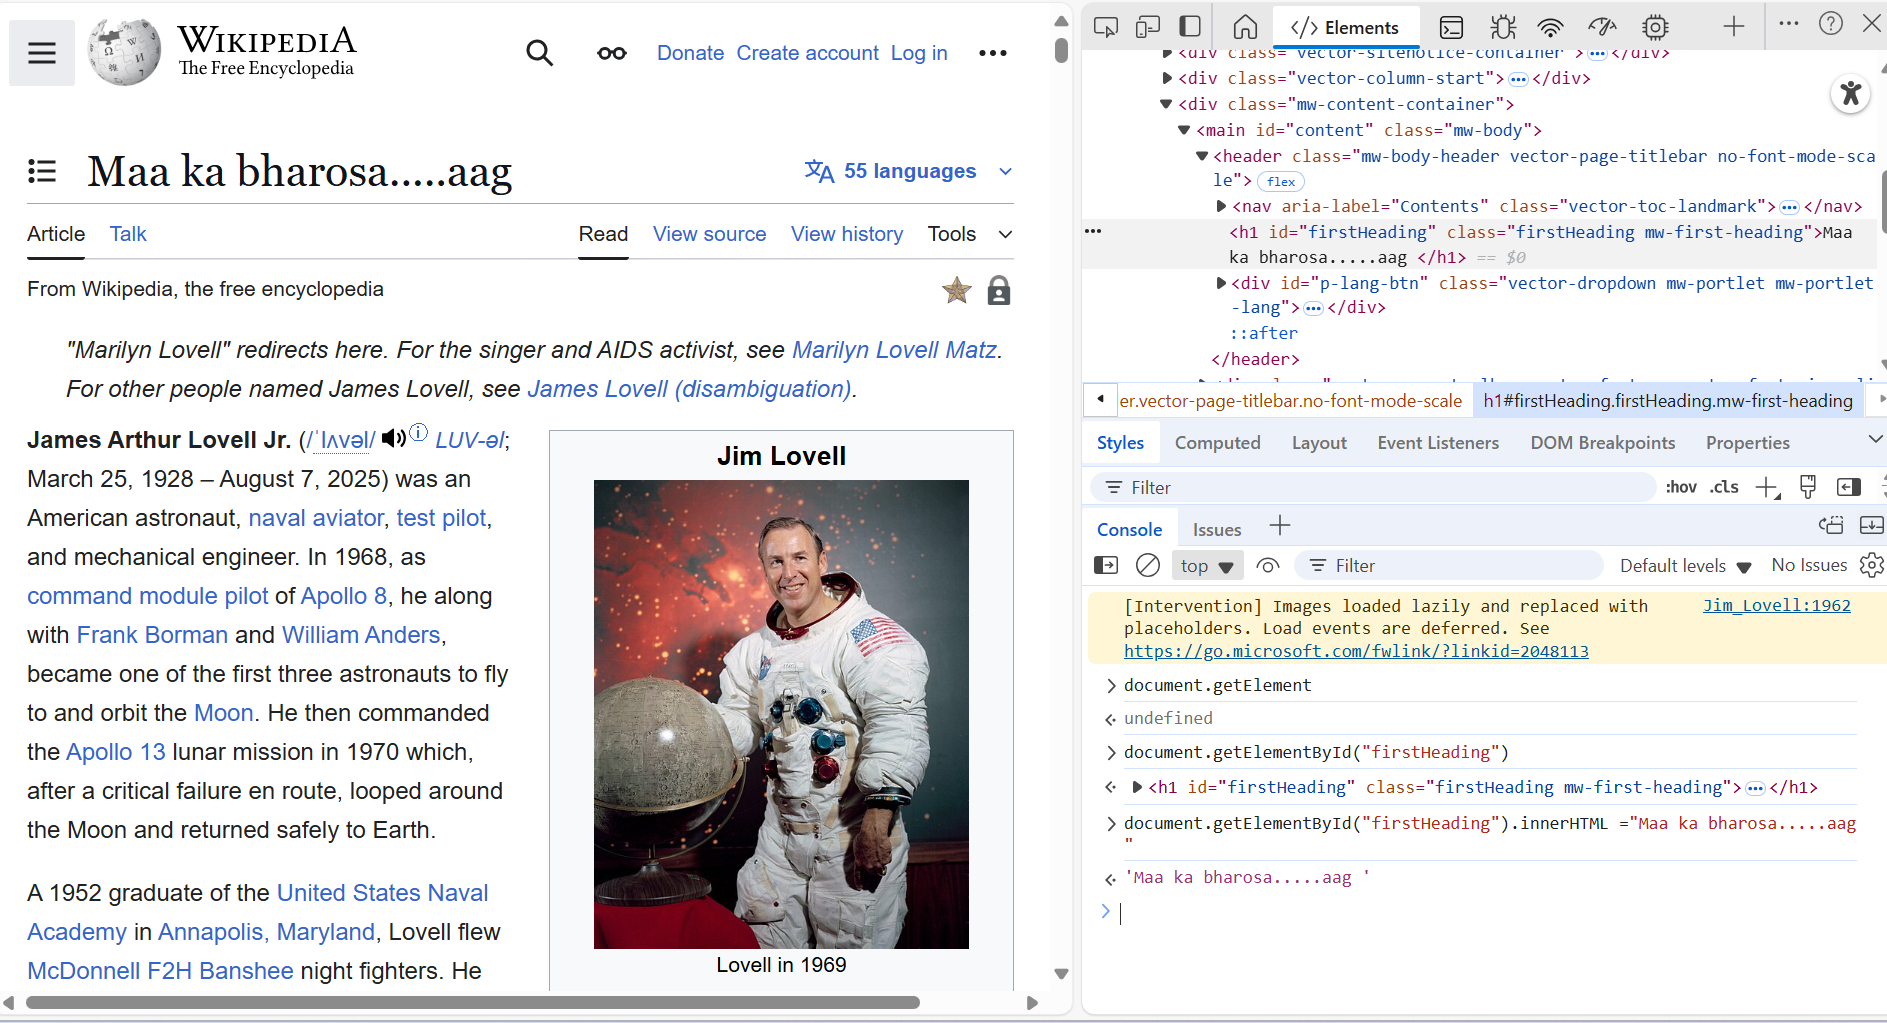 WIKIPEDIA
The Free Encyclopedia
Donate Create account Log in
Maa ka bharosa.....aag
55 languages
Article Talk Read View source View history Tools
From Wikipedia, the free encyclopedia
"Marilyn Lovell" redirects here. For the singer and AIDS activist, see Marilyn Lovell Matz.
For other people named James Lovell, see James Lovell (disambiguation).
James Arthur Lovell Jr. (/ˈlʌvəl/ LUV-əl;
March 25, 1928 – August 7, 2025) was an
American astronaut, naval aviator, test pilot,
and mechanical engineer. In 1968, as
command module pilot of Apollo 8, he along
with Frank Borman and William Anders,
became one of the first three astronauts to fly
to and orbit the Moon. He then commanded
the Apollo 13 lunar mission in 1970 which,
after a critical failure en route, looped around
the Moon and returned safely to Earth.
A 1952 graduate of the United States Naval
Academy in Annapolis, Maryland, Lovell flew
McDonnell F2H Banshee night fighters. He
Jim Lovell
Lovell in 1969
Elements
<div class="vector-sitenotice-container">…</div>
<div class="vector-column-start">…</div>
<div class="mw-content-container">
<main id="content" class="mw-body">
<header class="mw-body-header vector-page-titlebar no-font-mode-sca
le"> flex
<nav aria-label="Contents" class="vector-toc-landmark">…</nav>
<h1 id="firstHeading" class="firstHeading mw-first-heading">Maa
ka bharosa.....aag </h1> == $0
<div id="p-lang-btn" class="vector-dropdown mw-portlet mw-portlet
-lang">…</div>
::after
</header>
er.vector-page-titlebar.no-font-mode-scale h1#firstHeading.firstHeading.mw-first-heading
Styles Computed Layout Event Listeners DOM Breakpoints Properties
Filter :hov .cls
Console Issues
top Filter Default levels No Issues
[Intervention] Images loaded lazily and replaced with Jim_Lovell:1962
placeholders. Load events are deferred. See
https://go.microsoft.com/fwlink/?linkid=2048113
document.getElement
undefined
document.getElementById("firstHeading")
<h1 id="firstHeading" class="firstHeading mw-first-heading">…</h1>
document.getElementById("firstHeading").innerHTML ="Maa ka bharosa.....aag
"
'Maa ka bharosa.....aag '